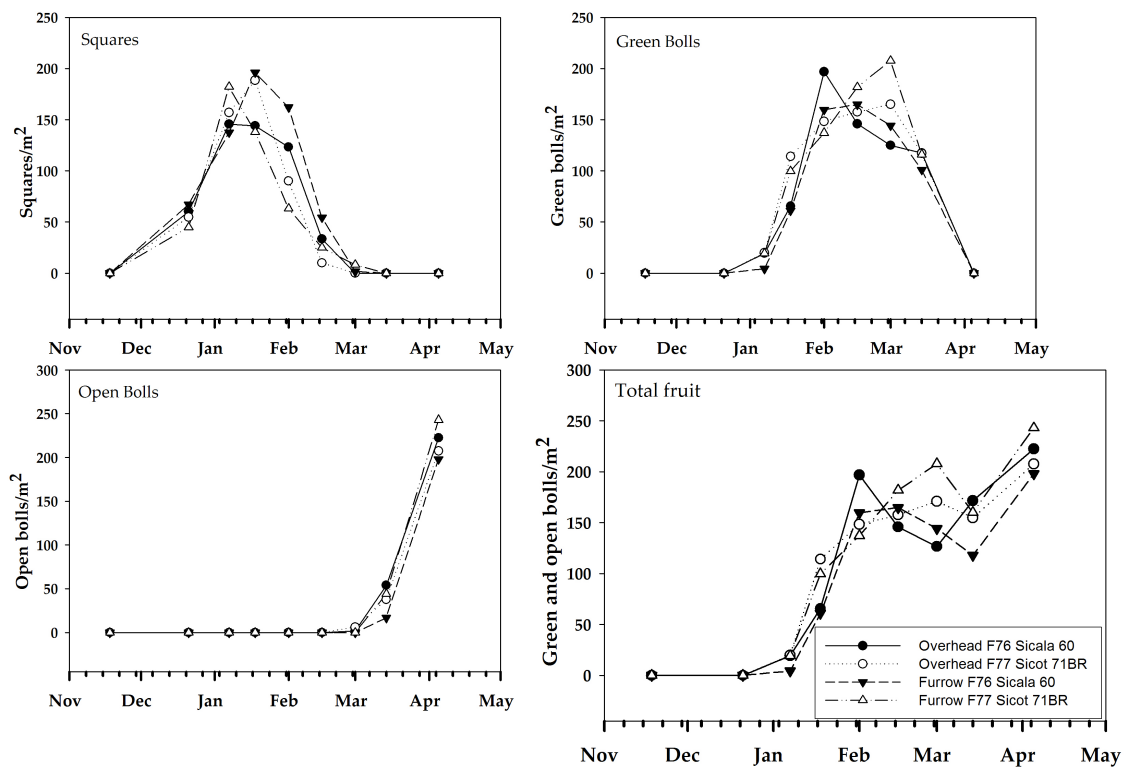 Squares
Squares/m2
250
200
150
100
50
0
Nov Dec Jan Feb Mar Apr May
Green Bolls
Green bolls/m2
250
200
150
100
50
0
Nov Dec Jan Feb Mar Apr May
Open Bolls
Open bolls/m2
300
250
200
150
100
50
0
Nov Dec Jan Feb Mar Apr May
Total fruit
Green and open bolls/m2
300
250
200
150
100
50
0
Overhead F76 Sicala 60
Overhead F77 Sicot 71BR
Furrow F76 Sicala 60
Furrow F77 Sicot 71BR
Nov Dec Jan Feb Mar Apr May